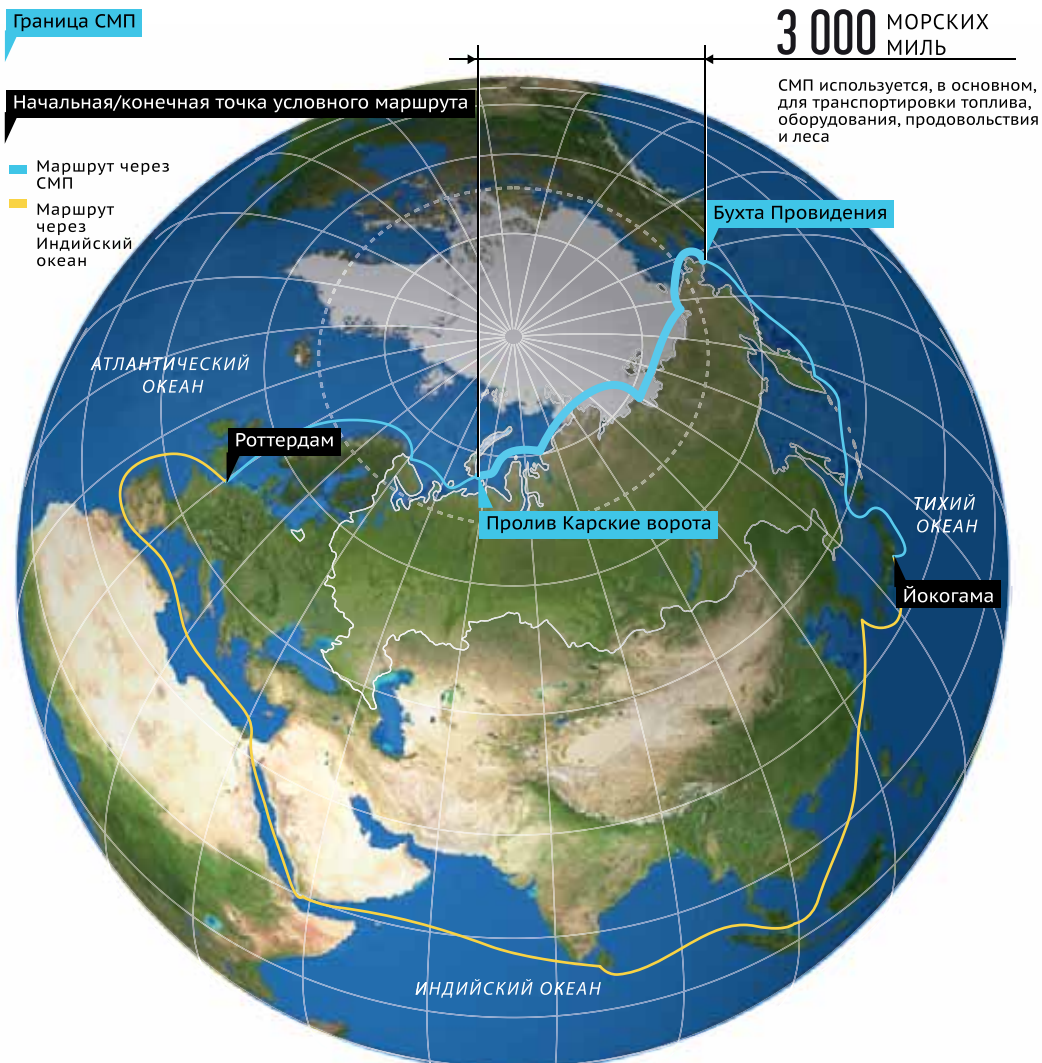 Граница СМП
3 000 МОРСКИХ
МИЛЬ
СМП используется, в основном,
для транспортировки топлива,
оборудования, продовольствия
и леса
Начальная/конечная точка условного маршрута
Маршрут через
СМП
Маршрут
через
Индийский
океан
Бухта Провидения
АТЛАНТИЧЕСКИЙ
ОКЕАН
Роттердам
Пролив Карские ворота
ТИХИЙ
ОКЕАН
Йокогама
ИНДИЙСКИЙ ОКЕАН